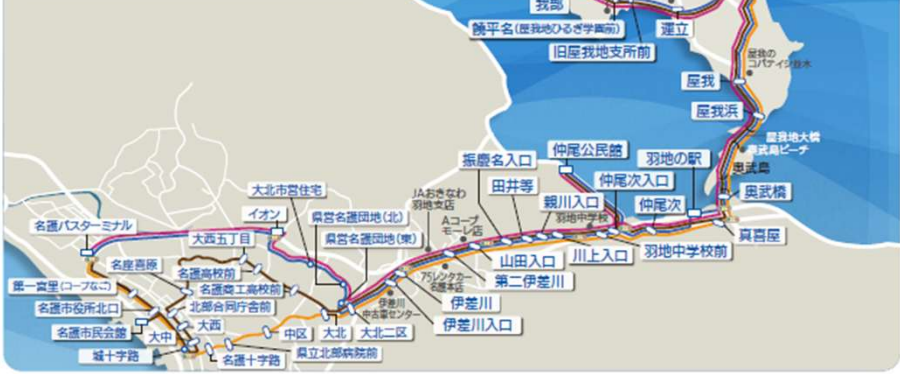 我部
饒平名(屋我地ひるぎ学園前)
運立
旧屋我地支所前
屋我の
コバテイシ並木
屋我
屋我浜
屋我地大橋
奥武島ビーチ
奥武島
奥武橋
真喜屋
羽地の駅
仲尾公民館
仲尾次入口
仲尾次
振慶名入口
田井等
親川入口
羽地中学校
羽地中学校前
川上入口
山田入口
第二伊差川
伊差川
伊差川入口
JAおきなわ
羽地支店
Aコープ
モーレ店
75レンタカー
名護本店
伊差川
中古車センター
大北市営住宅
イオン
県営名護団地(北)
県営名護団地(東)
大西五丁目
名護バスターミナル
名座喜原
名護高校前
第一宮里(コープなご)
名護商工高校前
名護市役所北口
北部合同庁舎前
名護市民会館
大西
大中
城十字路
名護十字路
中区
県立北部病院前
大北
大北二区